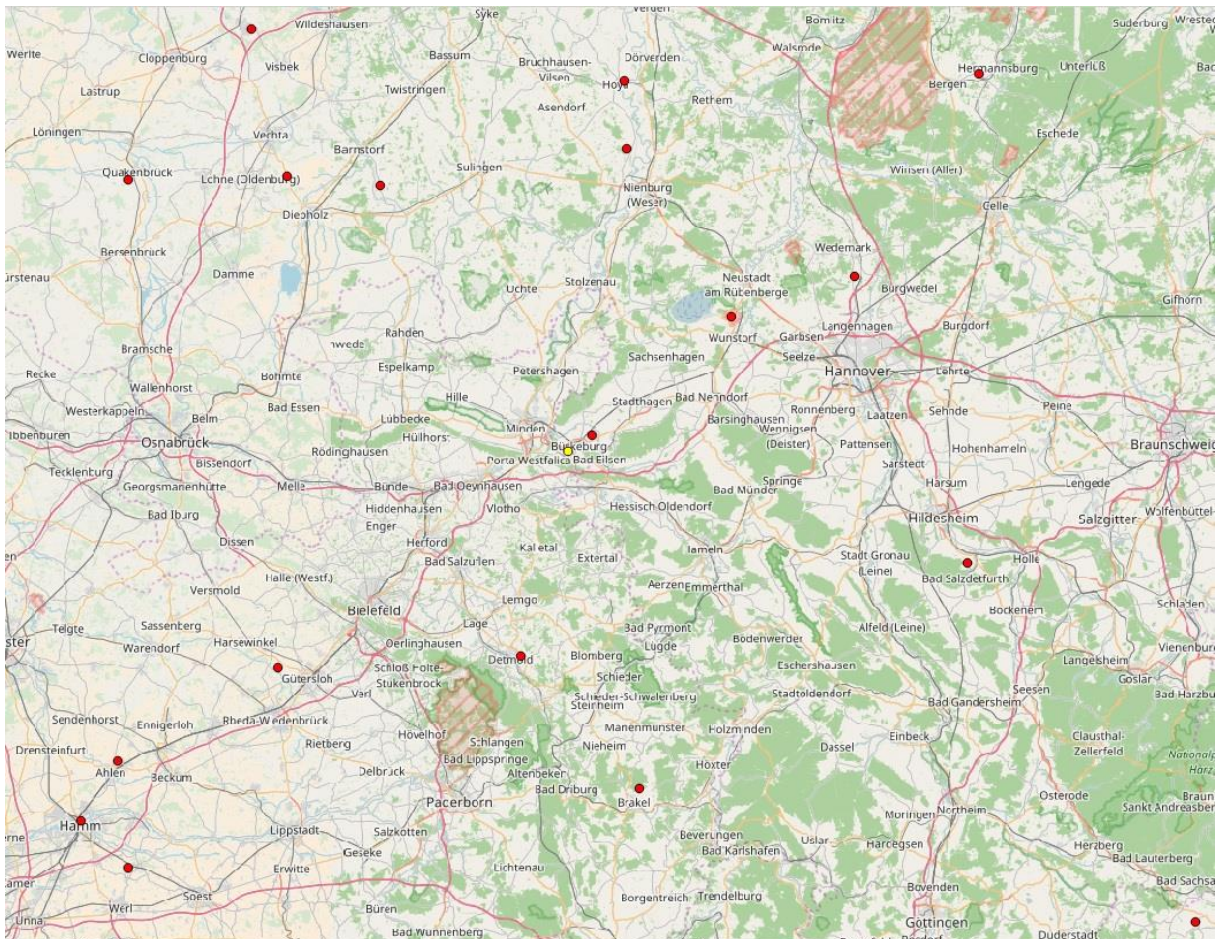 Wildeshausen
Syke
Verden
Bomlitz
Suderburg
Werlte
Cloppenburg
Visbek
Bassum
Bruchhausen-
Vilsen
Dörverden
Walsrode
Hermannsburg
Unterlüß
Lastrup
Twistringen
Hoya
Asendorf
Rethem
Bergen
Löningen
Vechta
Barnstorf
Eschede
Quakenbrück
Lohne (Oldenburg)
Sulingen
Nienburg
(Weser)
Winsen (Aller)
Diepholz
Celle
Bersenbrück
Damme
Wedemark
ürstenau
Uchte
Stolzenau
Neustadt
am Rübenberge
Burgwedel
Gifhorn
Bramsche
Rahden
Langenhagen
Burgdorf
Wunstorf
Garbsen
Recke
Espelkamp
Sachsenhagen
Seelze
Wallenhorst
Bohmte
Petershagen
Hannover
Lehrte
Westerkappeln
Belm
Bad Essen
Lübbecke
Hille
Stadthagen
Bad Nenndorf
Ronnenberg
Laatzen
Sehnde
Peine
Ibbenbüren
Osnabrück
Hüllhorst
Minden
Bückeburg
Barsinghausen
Wennigsen
(Deister)
Pattensen
Hohenhameln
Braunschweig
Tecklenburg
Bissendorf
Rödinghausen
Porta Westfalica
Bad Eilsen
Sarstedt
Georgsmarienhütte
Melle
Bünde
Bad Oeynhausen
Bad Münder
Springe
Harsum
Lengede
Bad Iburg
Hiddenhausen
Vlotho
Hessisch Oldendorf
Hildesheim
Salzgitter
Wolfenbüttel
Enger
Dissen
Herford
Kalletal
Extertal
Hameln
Stadt Gronau
(Leine)
Holle
Bad Salzuflen
Halle (Westf.)
Aerzen
Emmerthal
Bad Salzdetfurth
Versmold
Bielefeld
Lemgo
Bockenem
Schladen
Telgte
Sassenberg
Lage
Bad Pyrmont
Lügde
Bodenwerder
Alfeld (Leine)
Warendorf
Harsewinkel
Oerlinghausen
Detmold
Blomberg
Eschershausen
Langelsheim
Vienenburg
Gütersloh
Schloß Holte-
Stukenbrock
Schieder
Schieder-Schwalenberg
Steinheim
Stadtoldendorf
Seesen
Goslar
Bad Harzbu
Verl
Bad Gandersheim
Sendenhorst
Ennigerloh
Rheda-Wiedenbrück
Rietberg
Hövelhof
Schlangen
Marienmünster
Holzminden
Dassel
Einbeck
Clausthal-
Zellerfeld
Drensteinfurt
Ahlen
Beckum
Delbrück
Bad Lippspringe
Altenbeken
Nieheim
Höxter
Nationalp
Harz
Paderborn
Bad Driburg
Brakel
Osterode
Braun
Sankt Andreasberg
Hamm
Lippstadt
Salzkotten
Beverungen
Moringen
Northeim
Geseke
Bad Karlshafen
Uslar
Hardegsen
Herzberg
Bad Lauterberg
Erwitte
Lichtenau
Kamen
Werl
Soest
Borgentreich
Trendelburg
Bovenden
Bad Sachsa
Unna
Büren
Göttingen
Bad Wünnenberg
Duderstadt